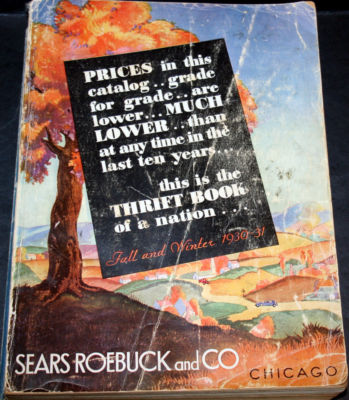 PRICES in this
catalog . . grade
for grade . . are
lower . . . MUCH
LOWER . . than
at any time in the
last ten years . . .
this is the
THRIFT BOOK
of a nation . . . .
Fall and Winter 1930-31
SEARS, ROEBUCK and CO
CHICAGO